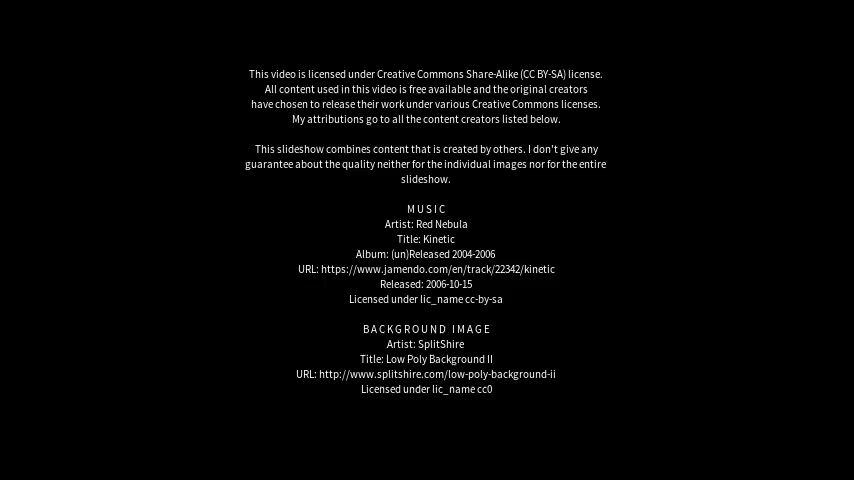 This video is licensed under Creative Commons Share-Alike (CC BY-SA) license.
All content used in this video is free available and the original creators
have chosen to release their work under various Creative Commons licenses.
My attributions go to all the content creators listed below.
This slideshow combines content that is created by others. I don't give any
guarantee about the quality neither for the individual images nor for the entire
slideshow.
MUSIC
Artist: Red Nebula
Title: Kinetic
Album: (un)Released 2004-2006
URL: https://www.jamendo.com/en/track/22342/kinetic
Released: 2006-10-15
Licensed under lic_name cc-by-sa
BACKGROUND IMAGE
Artist: SplitShire
Title: Low Poly Background II
URL: http://www.splitshire.com/low-poly-background-ii
Licensed under lic_name cc0